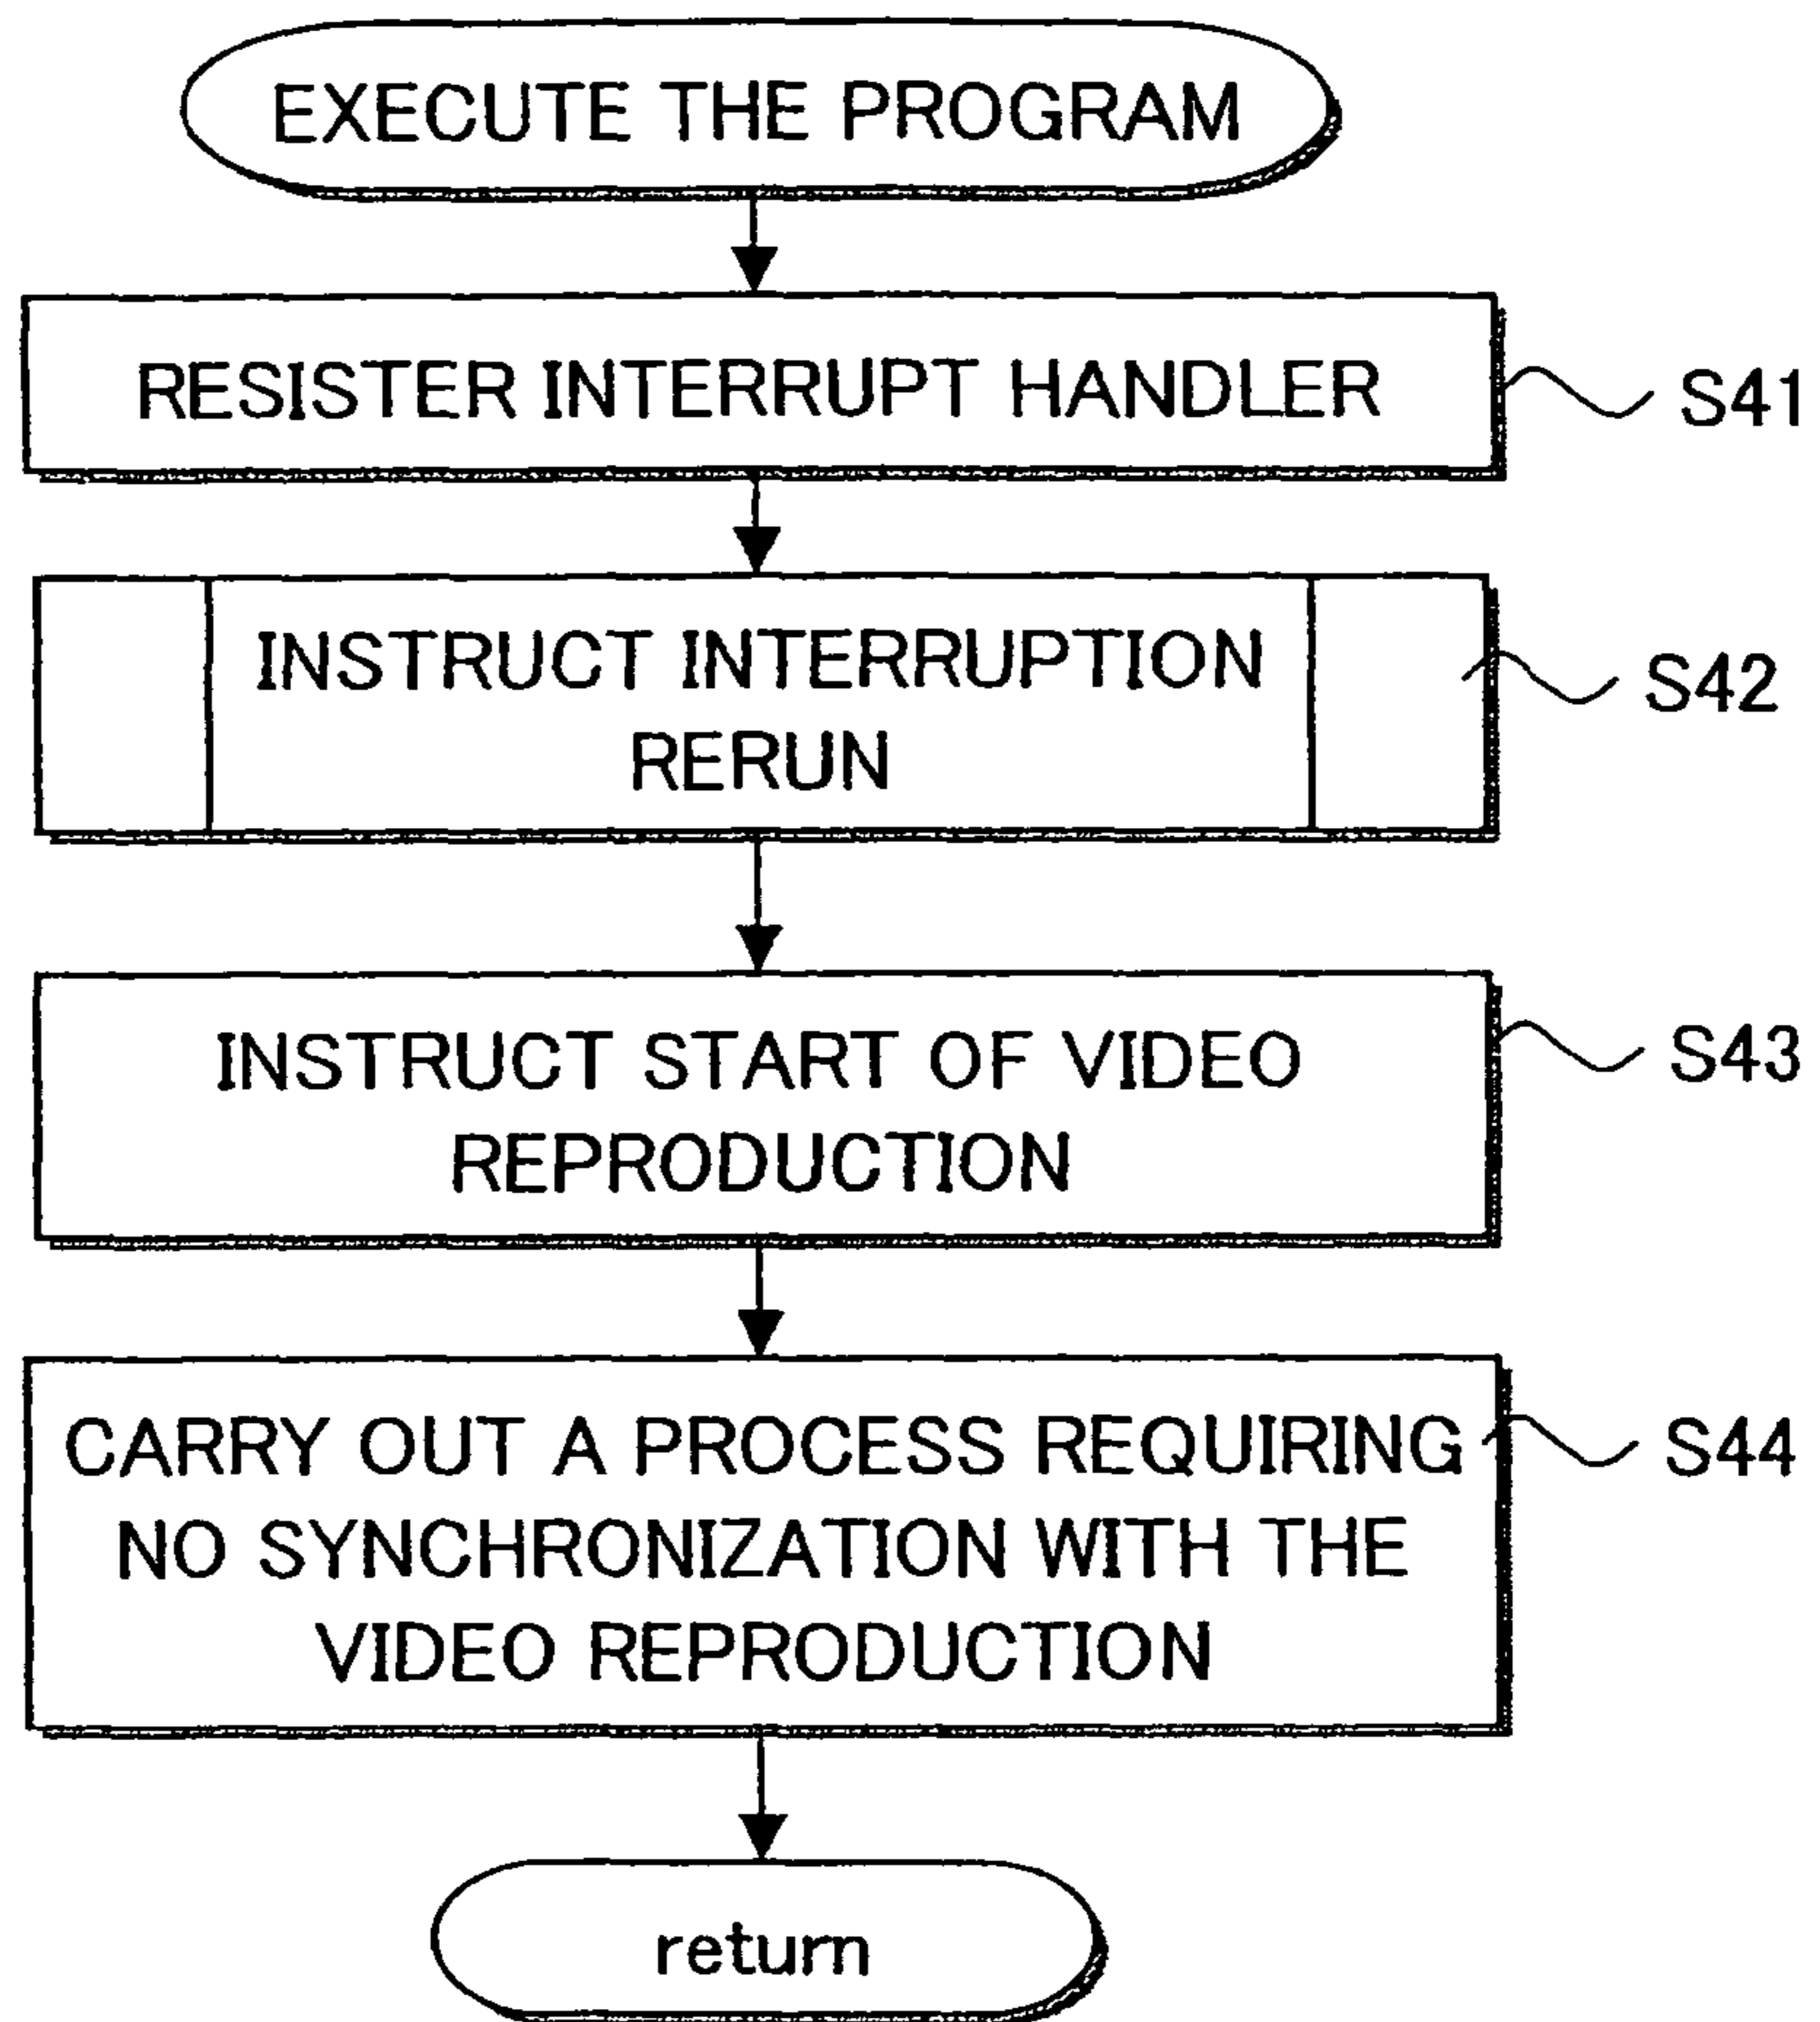 EXECUTE THE PROGRAM
RESISTER INTERRUPT HANDLER
S41
INSTRUCT INTERRUPTION
RERUN
S42
INSTRUCT START OF VIDEO
REPRODUCTION
S43
CARRY OUT A PROCESS REQUIRING
NO SYNCHRONIZATION WITH THE
VIDEO REPRODUCTION
S44
return